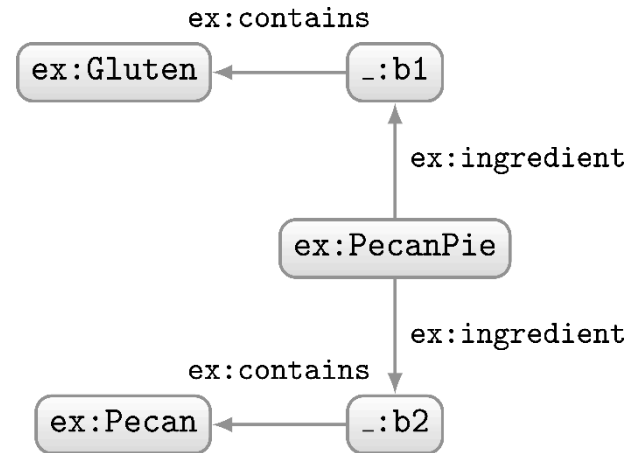 ex:contains
ex:Gluten
_:b1
ex:ingredient
ex:PecanPie
ex:ingredient
ex:contains
ex:Pecan
_:b2